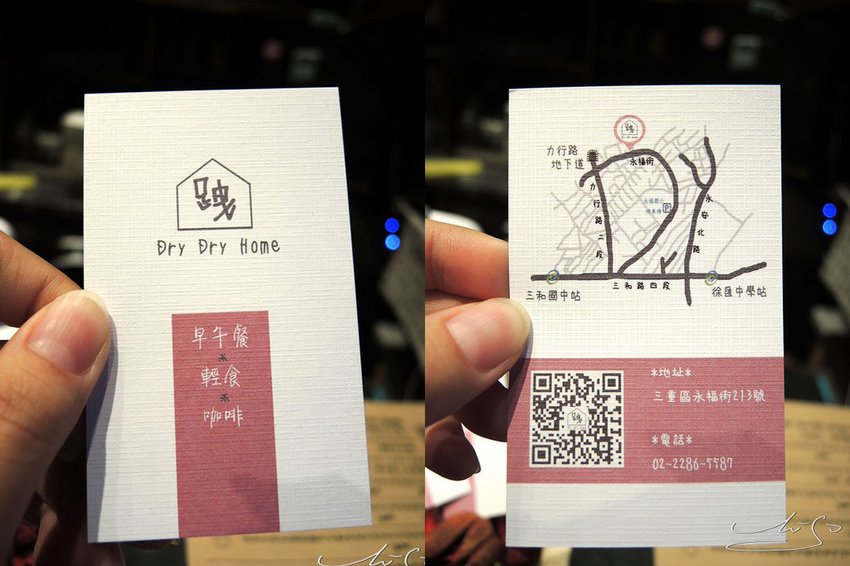 跩
Dry Dry Home
早午餐
*
輕食
*
咖啡
跩
力行路
地下道
永福街
力行路二段
永安北路
P
三和路四段
三和國中站
徐匯中學站
*地址*
三重區永福街213號
*電話*
02-2286-5587